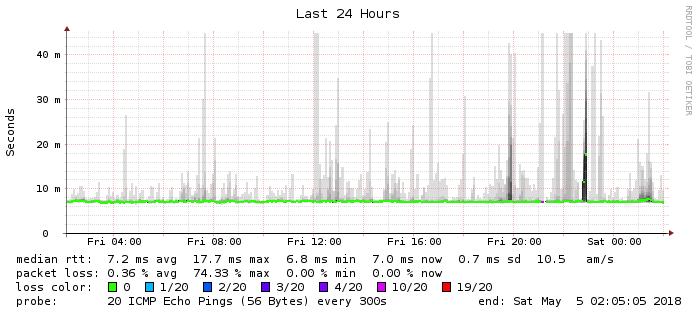 Last 24 Hours
RRDTOOL / TOBI OETIKER
Seconds
40 m
30 m
20 m
10 m
0
Fri 04:00 Fri 08:00 Fri 12:00 Fri 16:00 Fri 20:00 Sat 00:00
median rtt: 7.2 ms avg 17.7 ms max 6.8 ms min 7.0 ms now 0.7 ms sd 10.5 am/s
packet loss: 0.36 % avg 74.33 % max 0.00 % min 0.00 % now
loss color: 0 1/20 2/20 3/20 4/20 10/20 19/20
probe: 20 ICMP Echo Pings (56 Bytes) every 300s end: Sat May 5 02:05:05 2018